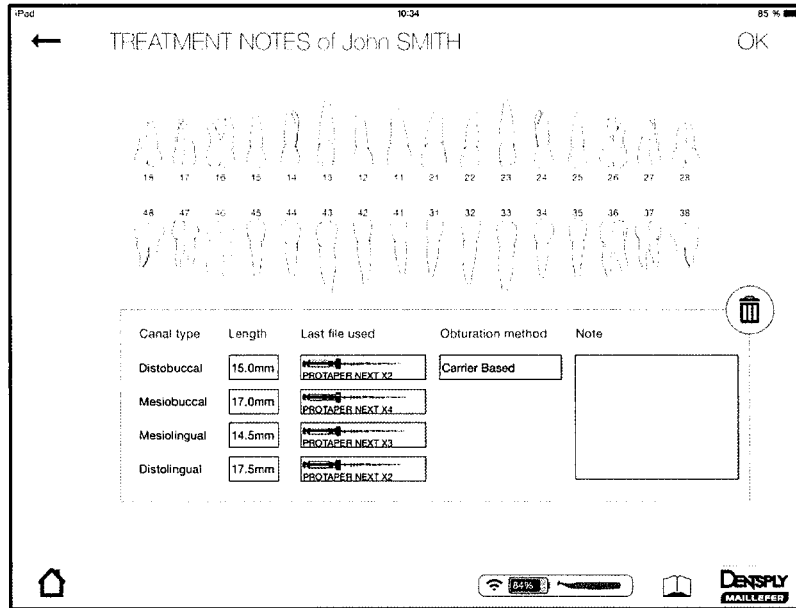 iPad 10:34 85 %
TREATMENT NOTES of John SMITH OK
18 17 16 15 14 13 12 11 21 22 23 24 25 26 27 28
48 47 46 45 44 43 42 41 31 32 33 34 35 36 37 38
Canal type Length Last file used Obturation method Note
Distobuccal 15.0mm PROTAPER NEXT X2 Carrier Based
Mesiobuccal 17.0mm PROTAPER NEXT X4
Mesiolingual 14.5mm PROTAPER NEXT X3
Distolingual 17.5mm PROTAPER NEXT X2
84% DENTSPLY
MAILLEFER